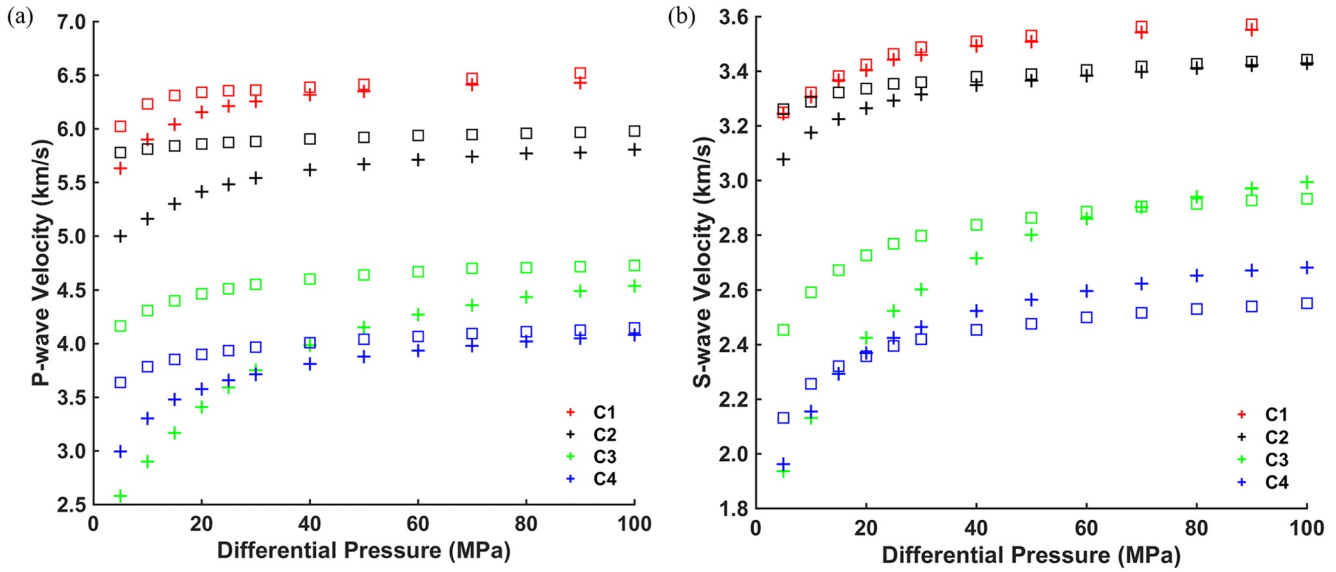 (a)
7.0
6.5
6.0
5.5
5.0
4.5
4.0
3.5
3.0
2.5
P-wave Velocity (km/s)
C1
C2
C3
C4
0 20 40 60 80 100
Differential Pressure (MPa)
(b)
3.6
3.4
3.2
3.0
2.8
2.6
2.4
2.2
2.0
1.8
S-wave Velocity (km/s)
C1
C2
C3
C4
0 20 40 60 80 100
Differential Pressure (MPa)